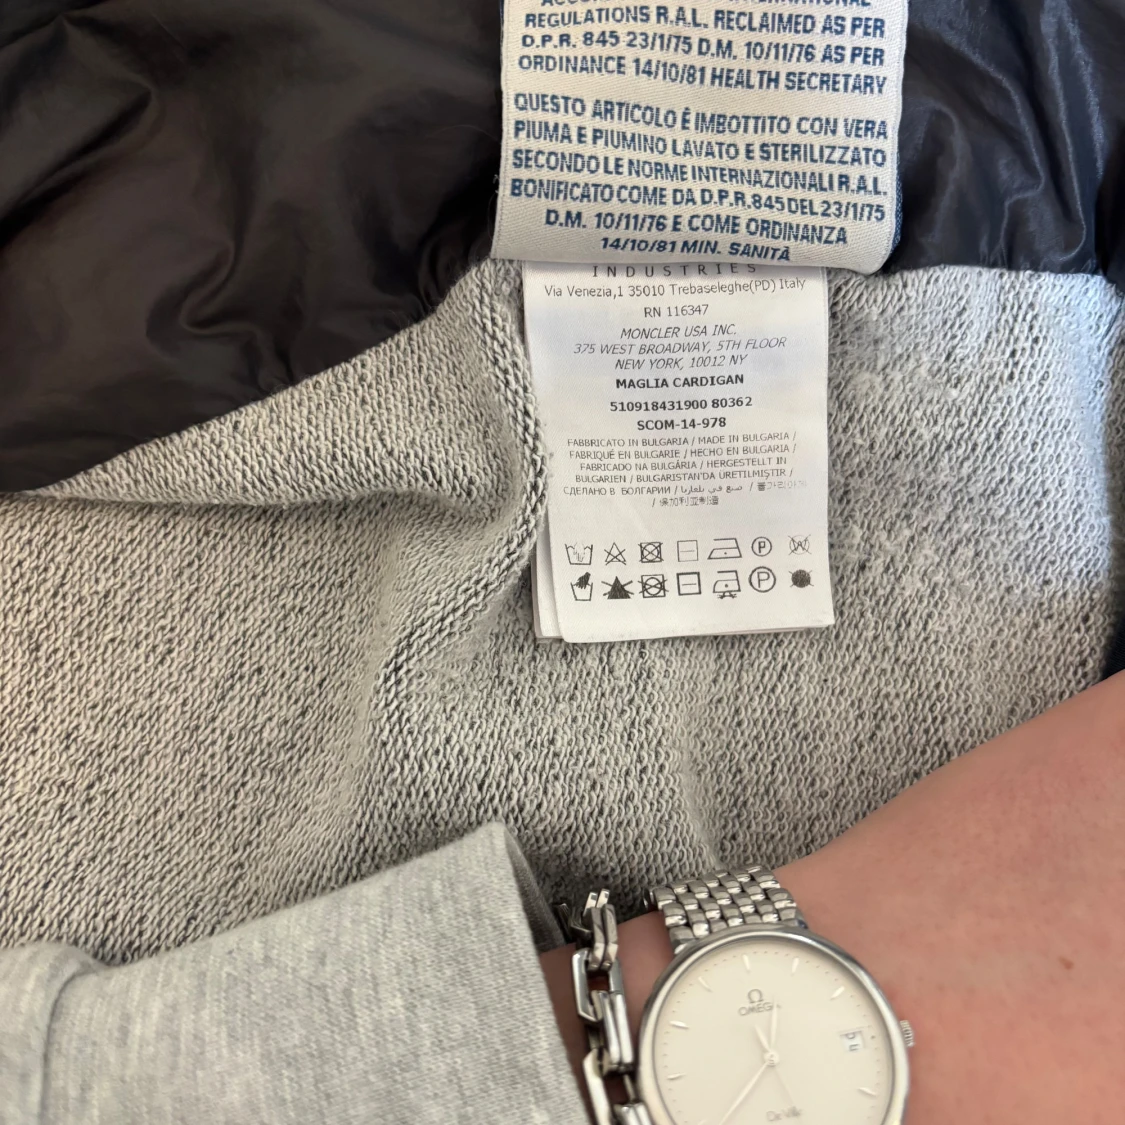 REGULATIONS R.A.L. RECLAIMED AS PER
D.P.R. 845 23/1/75 D.M. 10/11/76 AS PER
ORDINANCE 14/10/81 HEALTH SECRETARY
QUESTO ARTICOLO É IMBOTTITO CON VERA
PIUMA E PIUMINO LAVATO E STERILIZZATO
SECONDO LE NORME INTERNAZIONALI R.A.L.
BONIFICATO COME DA D.P.R.845 DEL 23/1/75
D.M. 10/11/76 E COME ORDINANZA
14/10/81 MIN. SANITÀ
INDUSTRIES
Via Venezia,1 35010 Trebaseleghe(PD) Italy
RN 116347
MONCLER USA INC.
375 WEST BROADWAY, 5TH FLOOR
NEW YORK, 10012 NY
MAGLIA CARDIGAN
510918431900 80362
SCOM-14-978
FABBRICATO IN BULGARIA / MADE IN BULGARIA /
FABRIQUÉ EN BULGARIE / HECHO EN BULGARIA /
FABRICADO NA BULGÁRIA / HERGESTELLT IN
BULGARIEN / BULGARISTAN'DA ÜRETILMIŞTIR /
СДЕЛАНО В БОЛГАРИИ / صنع في بلغاريا /
P
W
P
OMEGA
De Ville